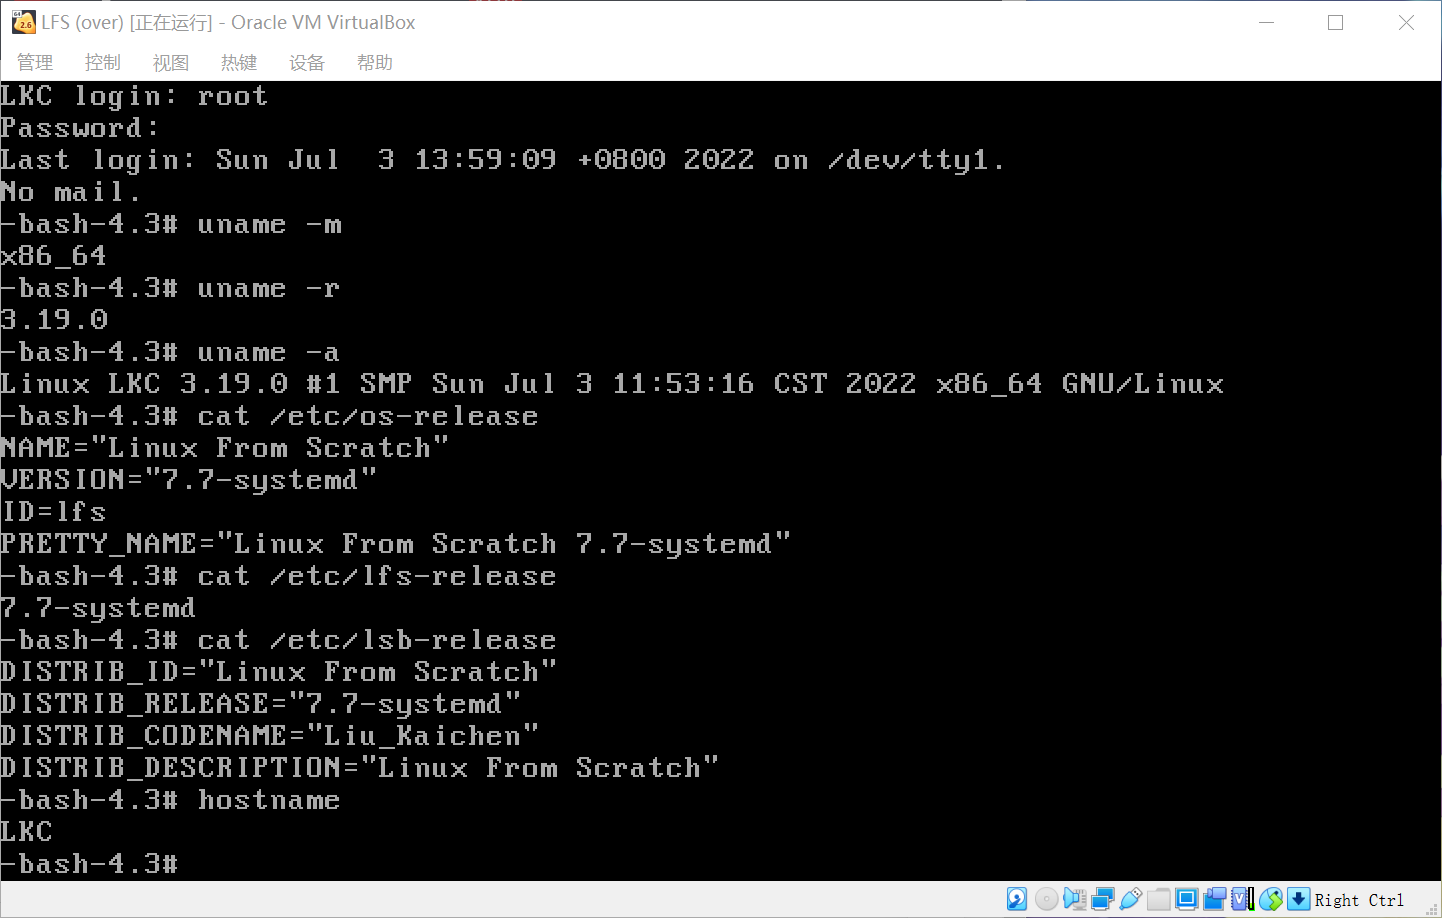 LFS (over) [正在运行] - Oracle VM VirtualBox
管理 控制 视图 热键 设备 帮助
LKC login: root
Password:
Last login: Sun Jul  3 13:59:09 +0800 2022 on /dev/tty1.
No mail.
-bash-4.3# uname -m
x86_64
-bash-4.3# uname -r
3.19.0
-bash-4.3# uname -a
Linux LKC 3.19.0 #1 SMP Sun Jul 3 11:53:16 CST 2022 x86_64 GNU/Linux
-bash-4.3# cat /etc/os-release
NAME="Linux From Scratch"
VERSION="7.7-systemd"
ID=lfs
PRETTY_NAME="Linux From Scratch 7.7-systemd"
-bash-4.3# cat /etc/lfs-release
7.7-systemd
-bash-4.3# cat /etc/lsb-release
DISTRIB_ID="Linux From Scratch"
DISTRIB_RELEASE="7.7-systemd"
DISTRIB_CODENAME="Liu_Kaichen"
DISTRIB_DESCRIPTION="Linux From Scratch"
-bash-4.3# hostname
LKC
-bash-4.3#
Right Ctrl